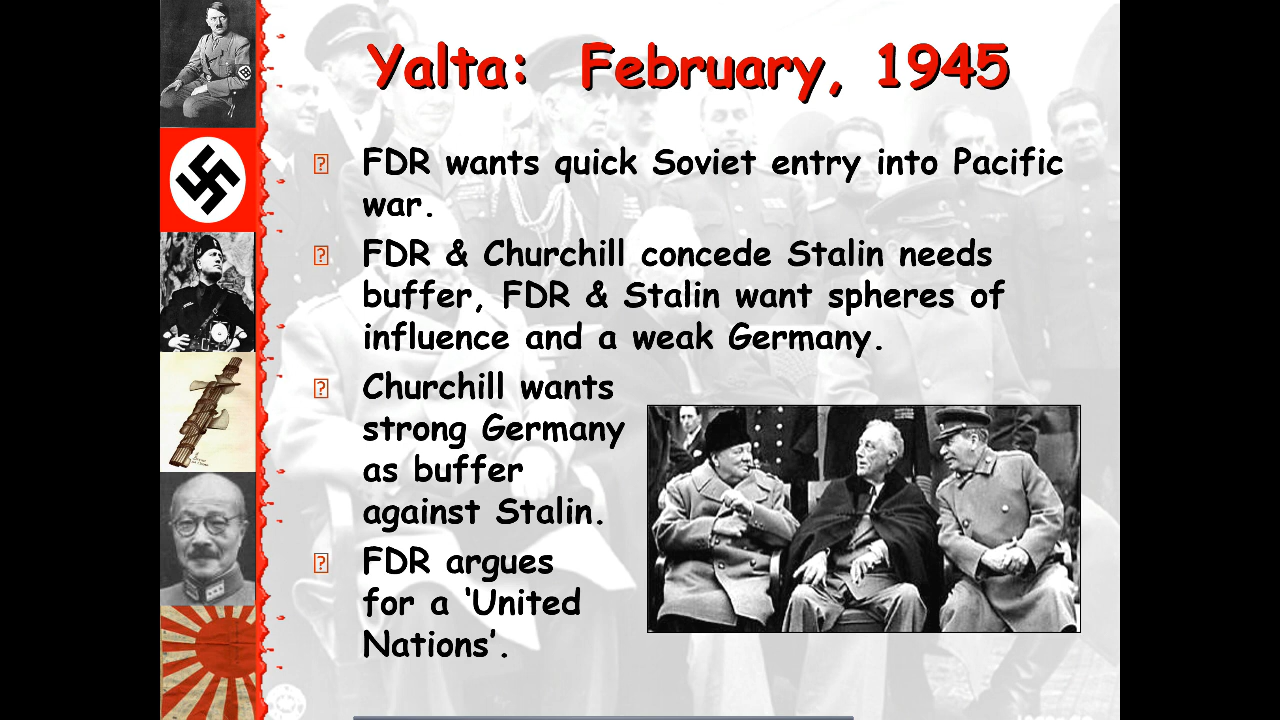 Yalta: February, 1945
FDR wants quick Soviet entry into Pacific
war.
FDR & Churchill concede Stalin needs
buffer, FDR & Stalin want spheres of
influence and a weak Germany.
Churchill wants
strong Germany
as buffer
against Stalin.
FDR argues
for a ‘United
Nations’.